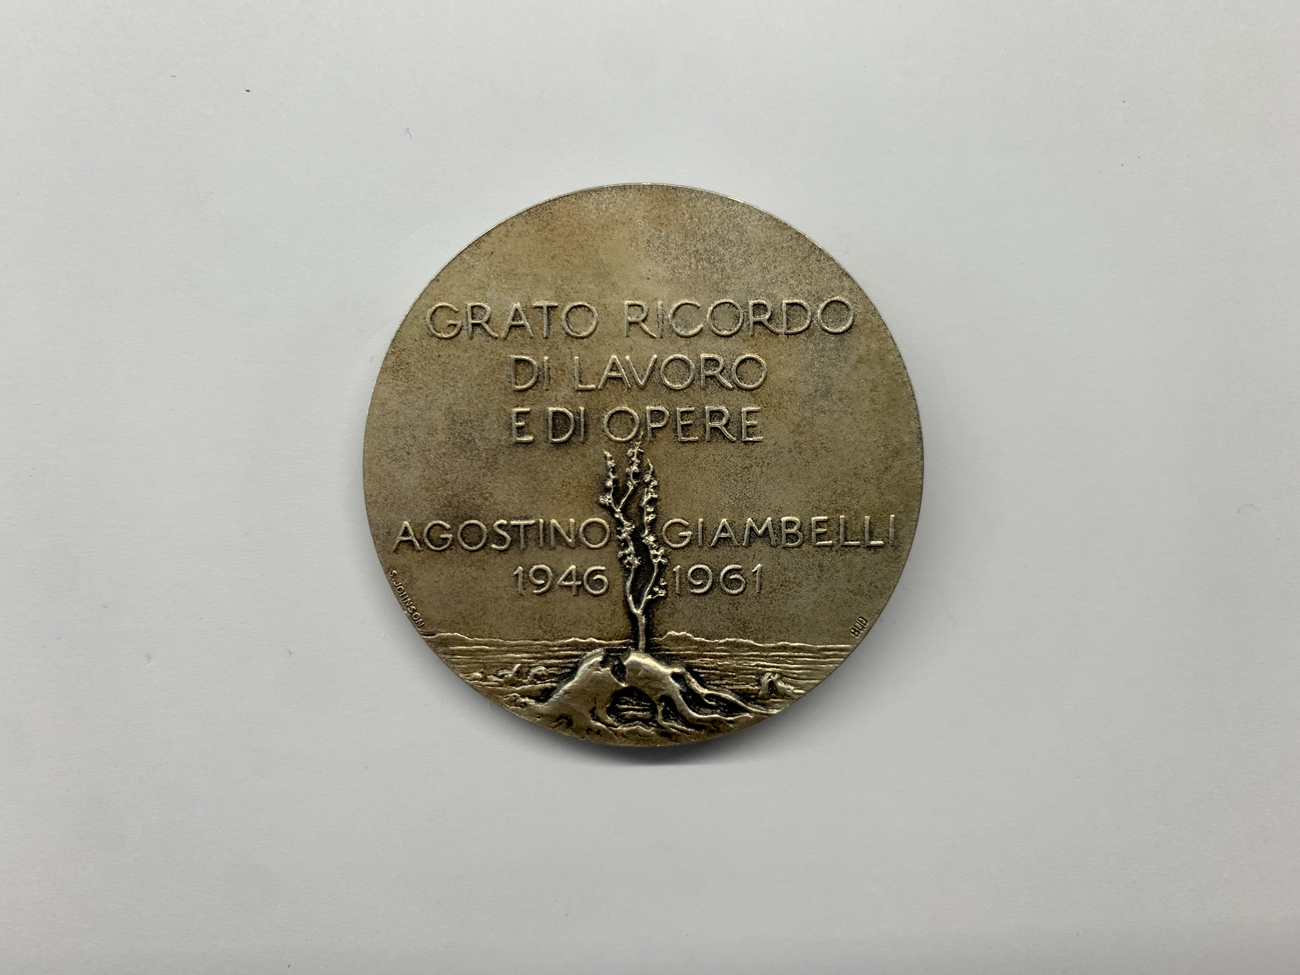 GRATO RICORDO
DI LAVORO
E DI OPERE
AGOSTINO GIAMBELLI
1946 1961
S. JOHNSON